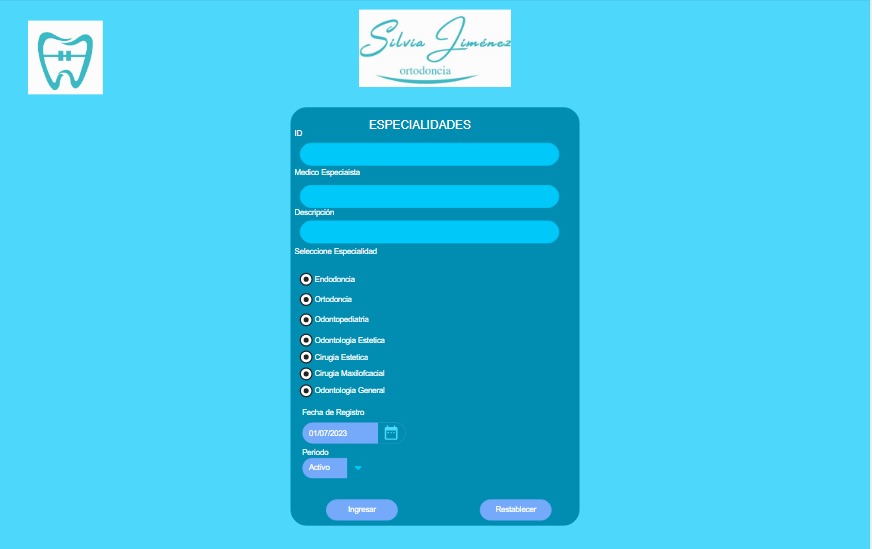 Silvia Jiménez
ortodoncia
ESPECIALIDADES
ID
Medico Especiaista
Descripción
Seleccione Especialidad
Endodoncia
Ortodoncia
Odontopediatria
Odontologia Estetica
Cirugia Estetica
Cirugia Maxilofcacial
Odontologia General
Fecha de Registro
01/07/2023
Periodo
Activo
Ingresar Restablecer